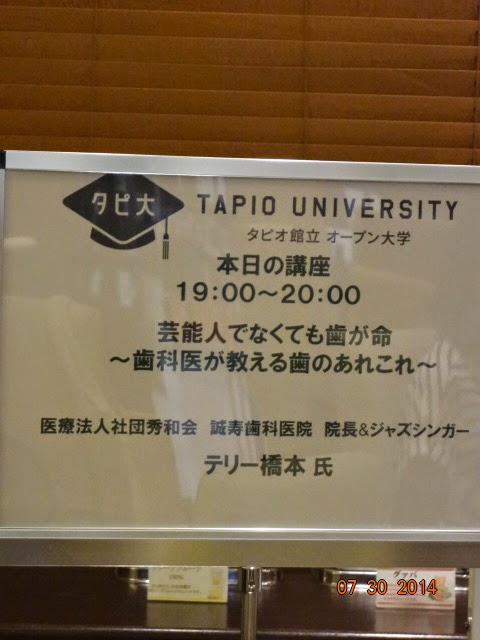 タピ大
TAPIO UNIVERSITY
タピオ館立 オープン大学
本日の講座
19:00～20:00
芸能人でなくても歯が命
～歯科医が教える歯のあれこれ～
医療法人社団秀和会 誠寿歯科医院 院長&ジャズシンガー
テリー橋本 氏
100%
グァバ
07 30 2014